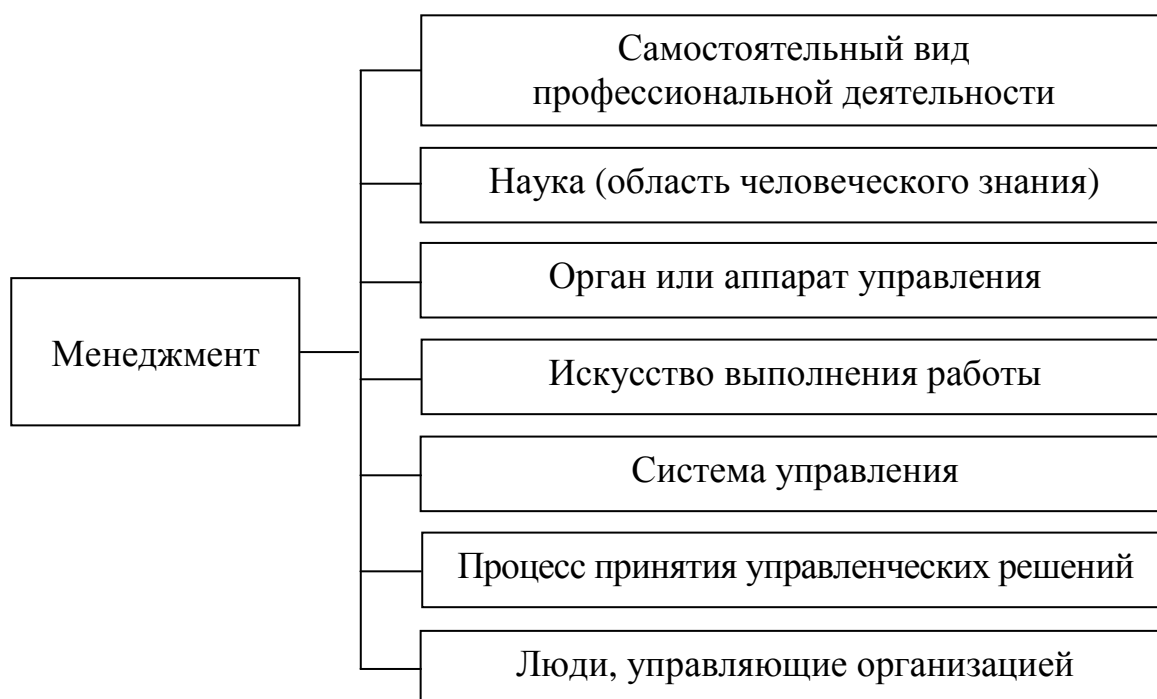 Самостоятельный вид
профессиональной деятельности
Наука (область человеческого знания)
Орган или аппарат управления
Менеджмент
Искусство выполнения работы
Система управления
Процесс принятия управленческих решений
Люди, управляющие организацией